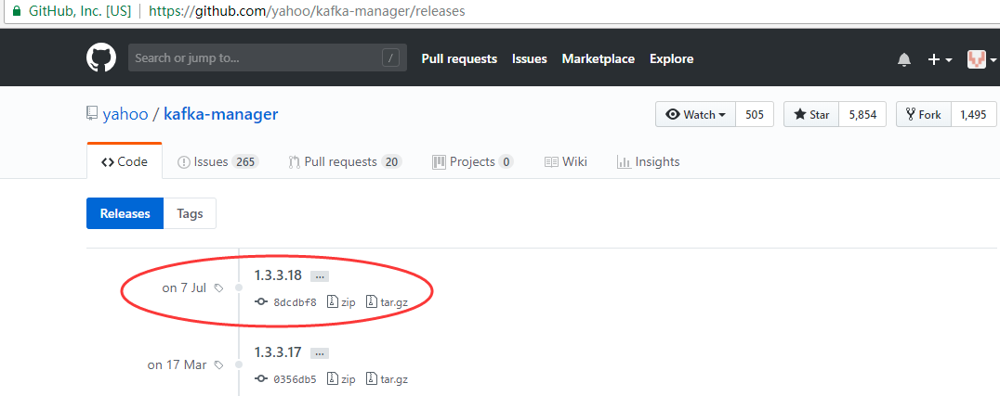 GitHub, Inc. [US] | https://github.com/yahoo/kafka-manager/releases
Search or jump to... / Pull requests Issues Marketplace Explore
yahoo / kafka-manager Watch 505 Star 5,854 Fork 1,495
Code Issues 265 Pull requests 20 Projects 0 Wiki Insights
Releases Tags
1.3.3.18 ...
on 7 Jul
8dcdbf8 zip tar.gz
1.3.3.17 ...
on 17 Mar
0356db5 zip tar.gz